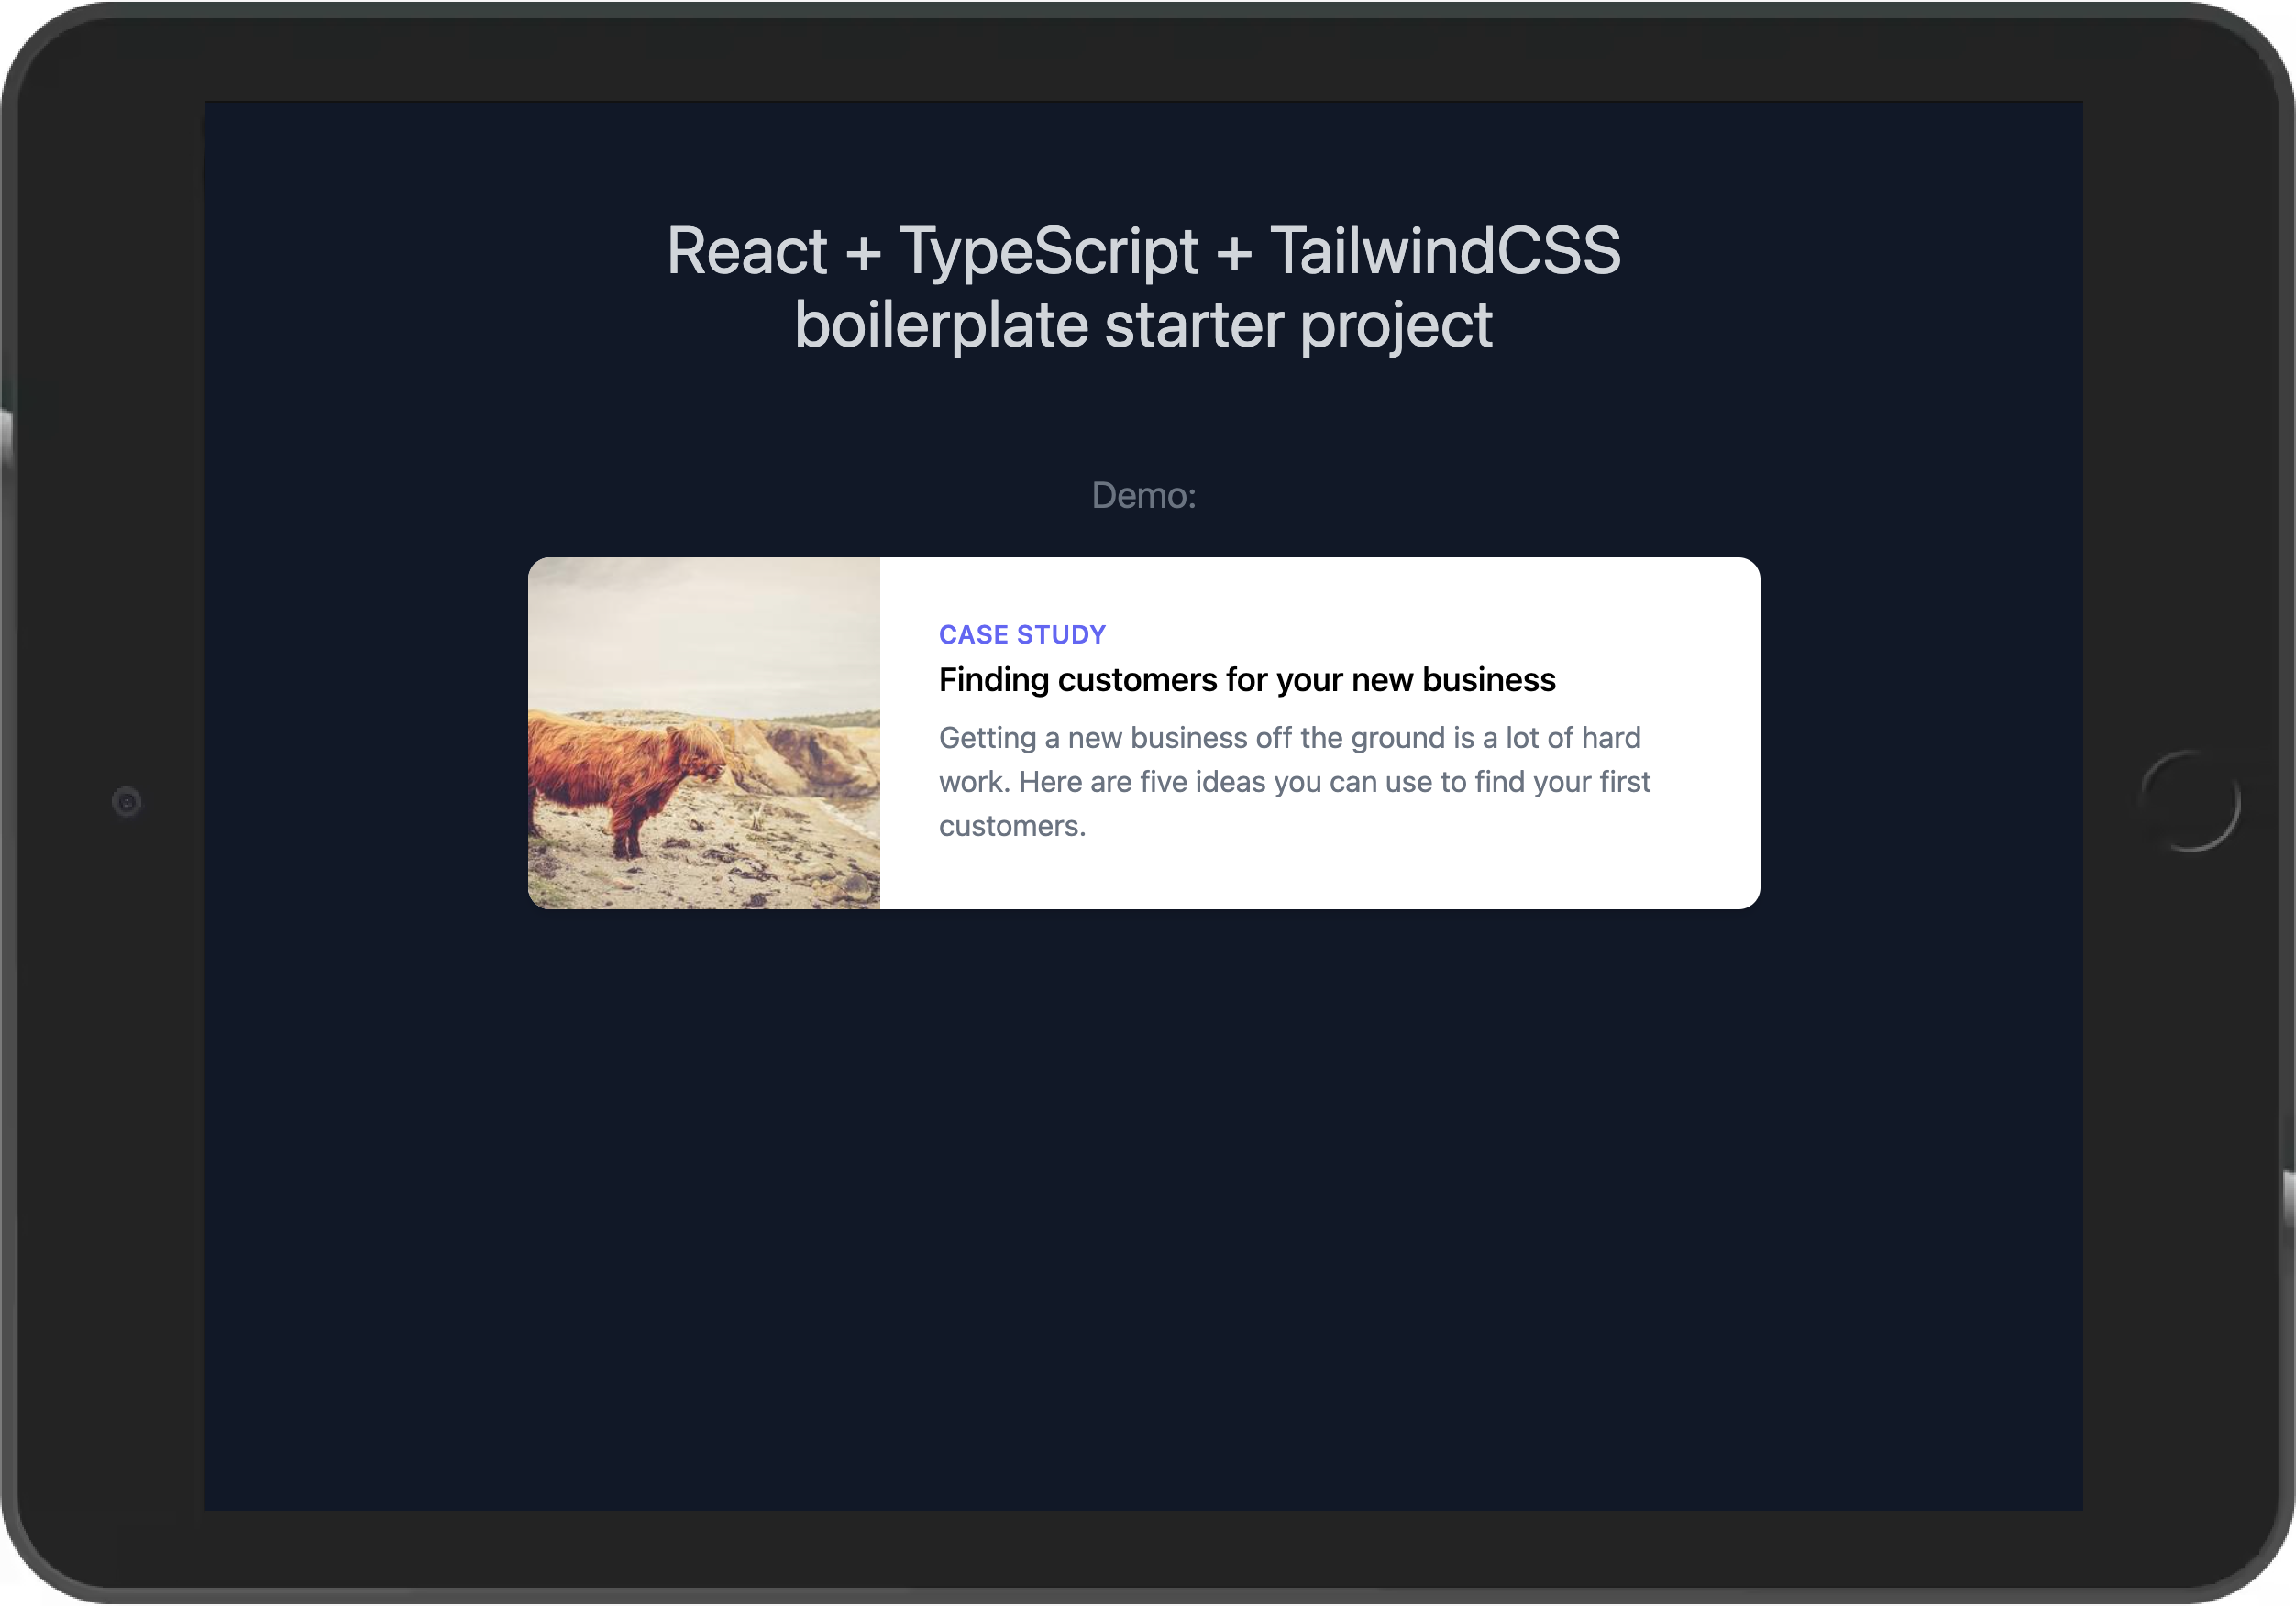 React + TypeScript + TailwindCSS
boilerplate starter project
Demo:
CASE STUDY
Finding customers for your new business
Getting a new business off the ground is a lot of hard
work. Here are five ideas you can use to find your first
customers.